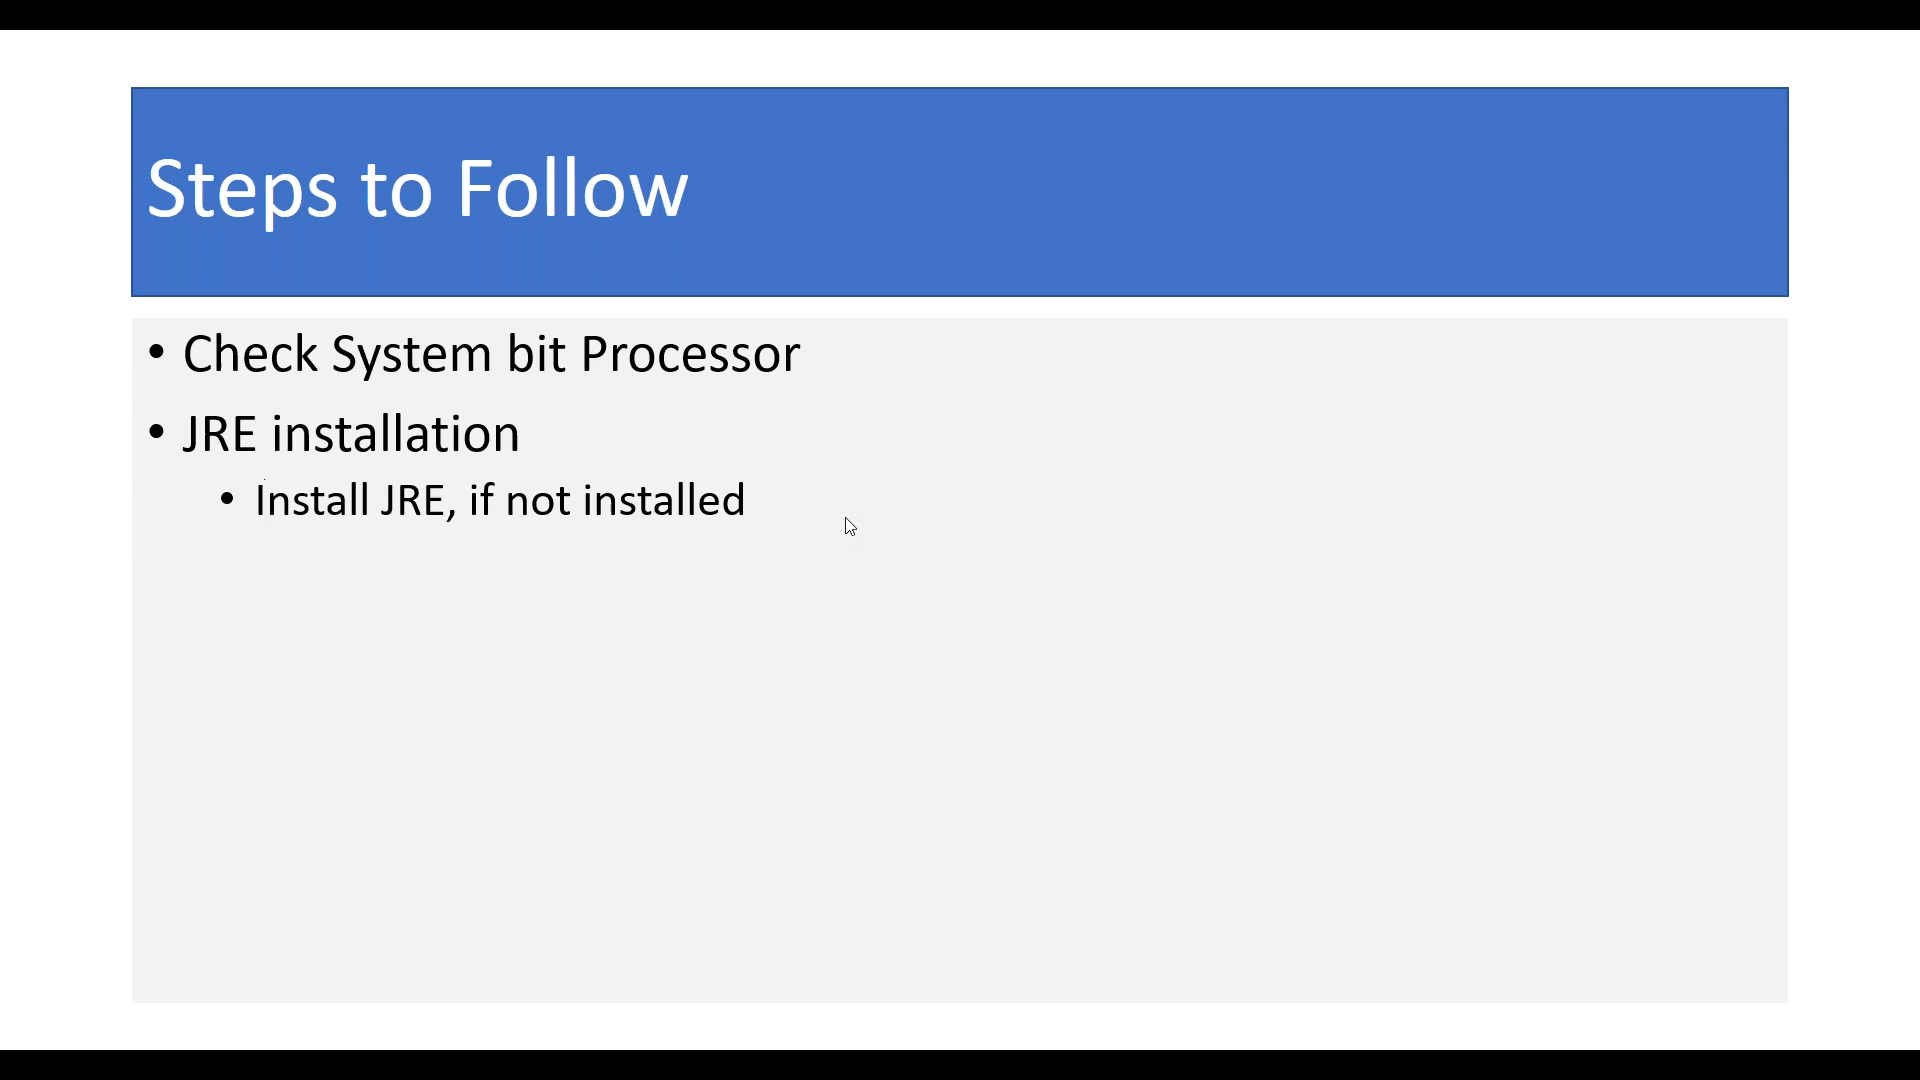 Steps to Follow
• Check System bit Processor
• JRE installation
• Install JRE, if not installed